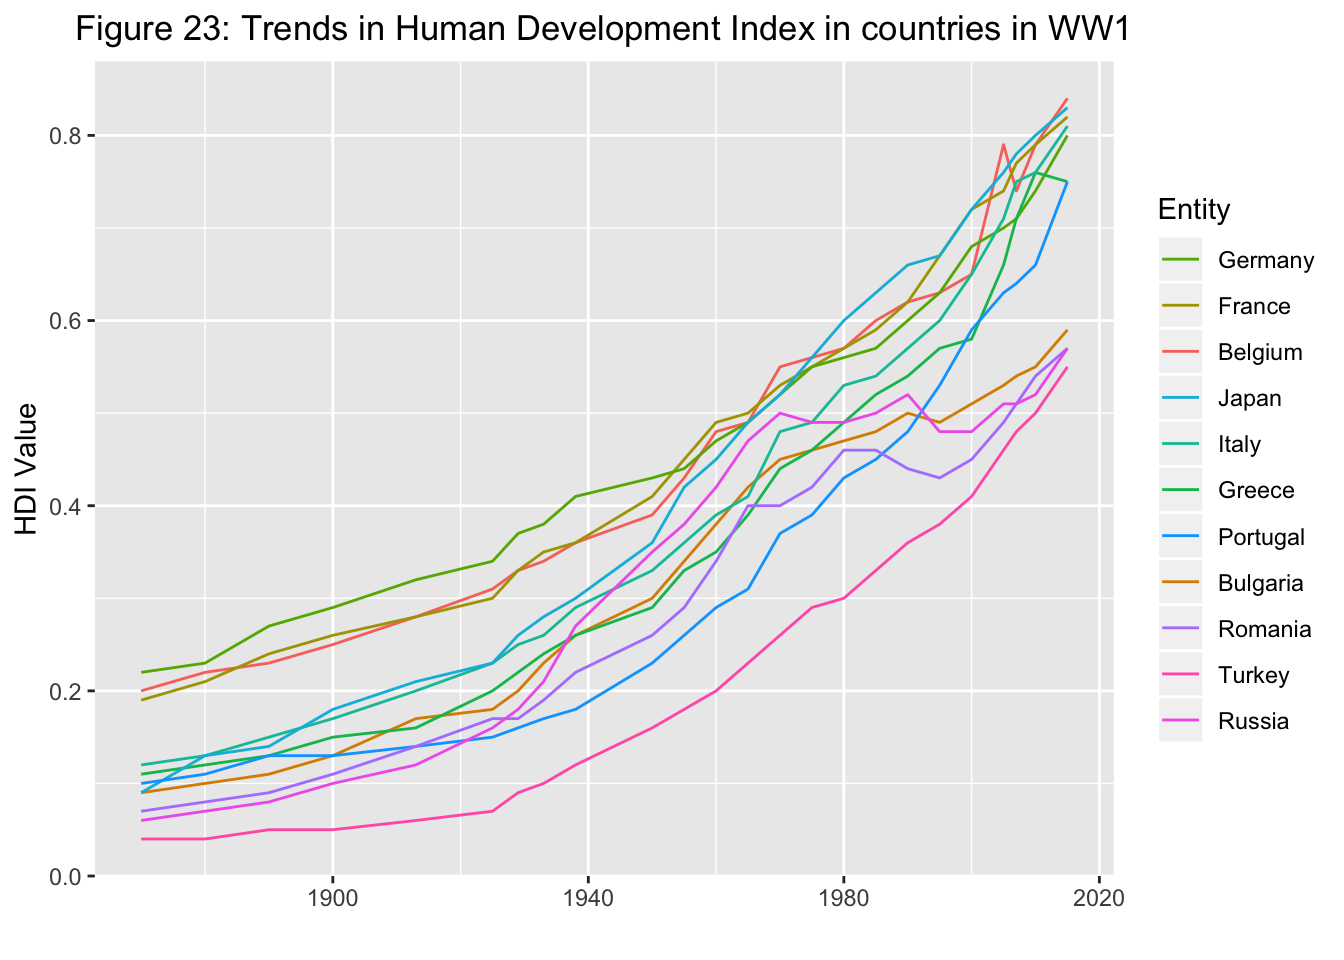 Figure 23: Trends in Human Development Index in countries in WW1
HDI Value
0.8
0.6
0.4
0.2
0.0
1900
1940
1980
2020
Entity
Germany
France
Belgium
Japan
Italy
Greece
Portugal
Bulgaria
Romania
Turkey
Russia